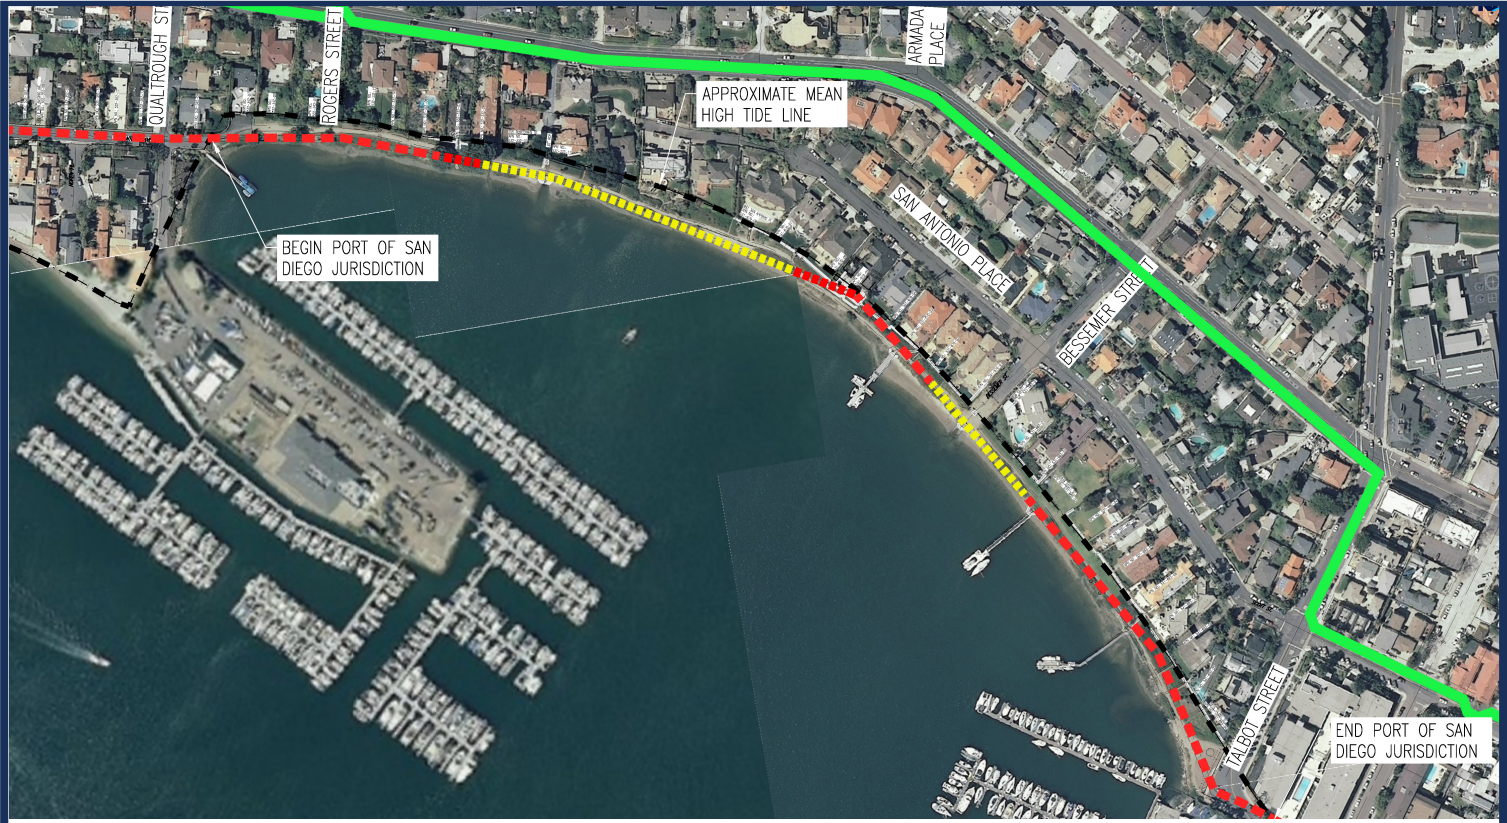 QUALTROUGH ST
ROGERS STREET
ARMADA
PLACE
APPROXIMATE MEAN
HIGH TIDE LINE
SAN ANTONIO PLACE
BEGIN PORT OF SAN
DIEGO JURISDICTION
BESSEMER STREET
TALBOT STREET
END PORT OF SAN
DIEGO JURISDICTION